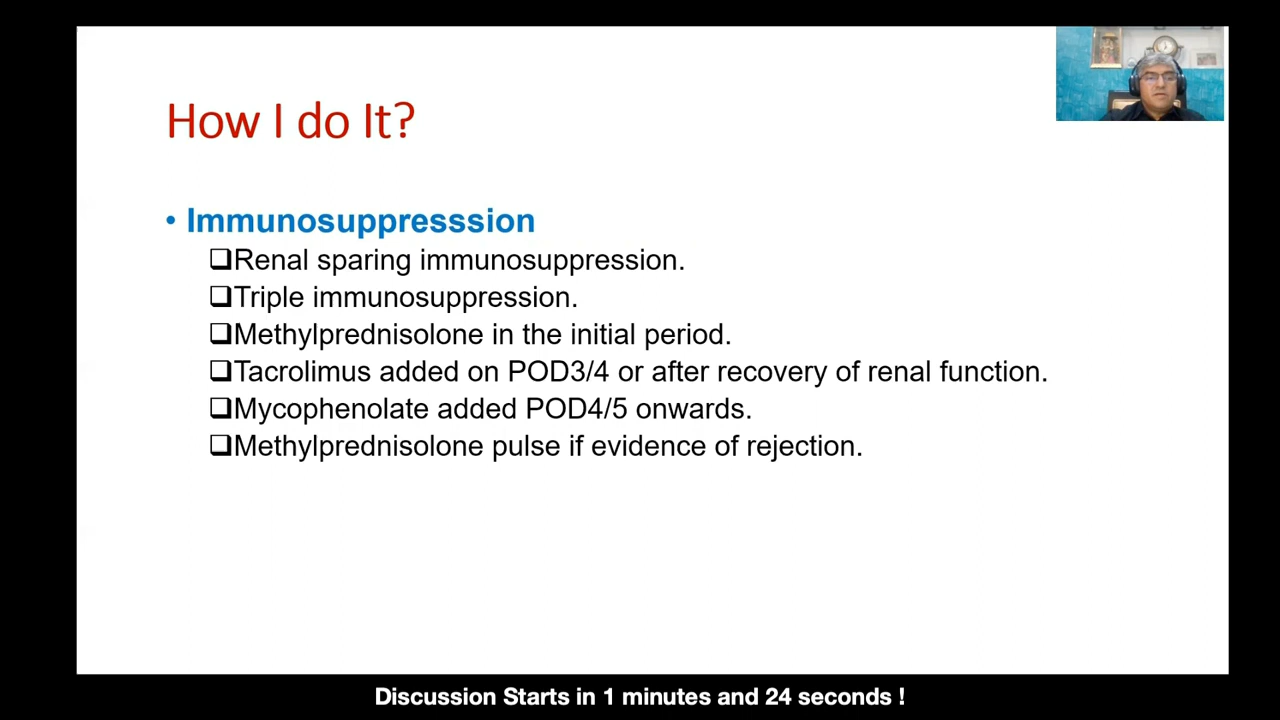 How I do It?
• Immunosuppresssion
❑Renal sparing immunosuppression.
❑Triple immunosuppression.
❑Methylprednisolone in the initial period.
❑Tacrolimus added on POD3/4 or after recovery of renal function.
❑Mycophenolate added POD4/5 onwards.
❑Methylprednisolone pulse if evidence of rejection.
Discussion Starts in 1 minutes and 24 seconds !